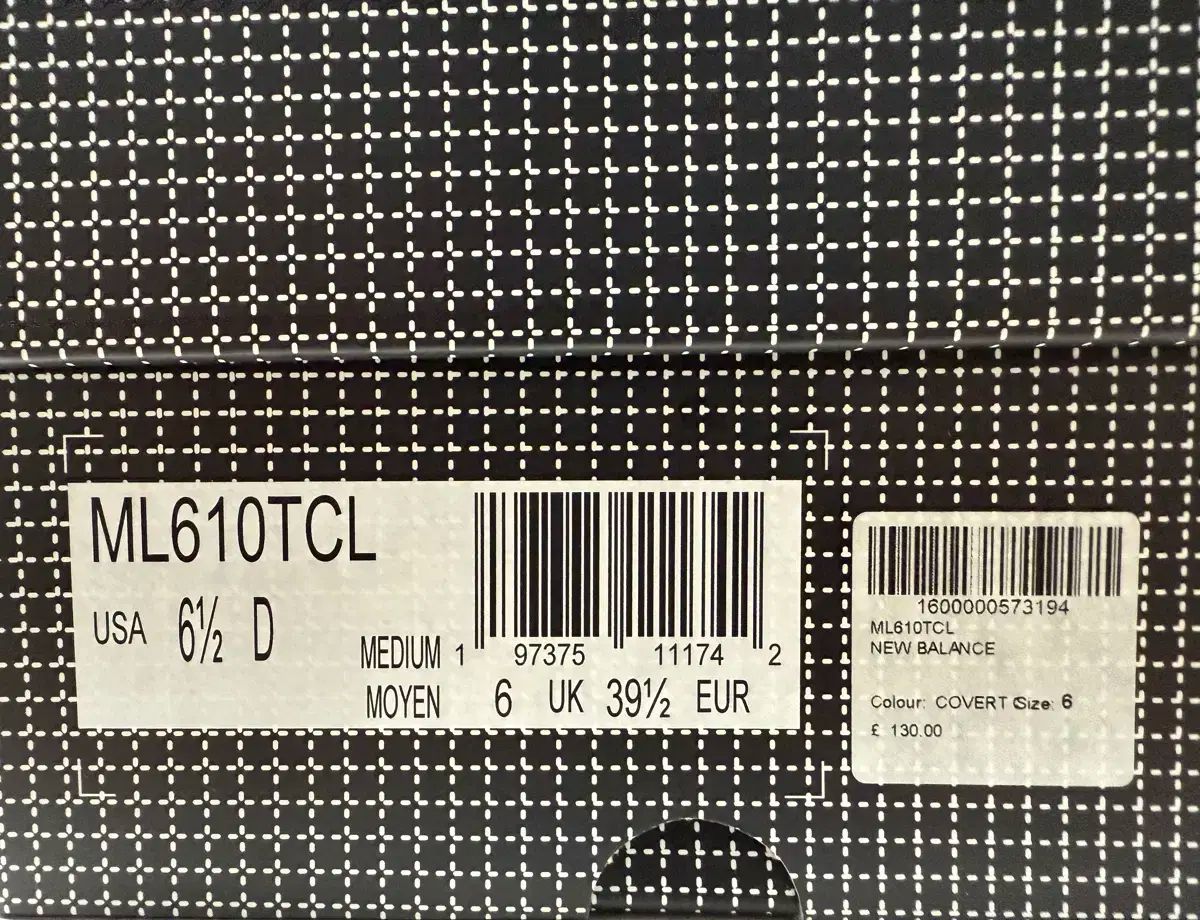 ML610TCL
USA 6½ D
MEDIUM 1 97375 11174 2
MOYEN 6 UK 39½ EUR
1600000573194
ML610TCL
NEW BALANCE
Colour: COVERT Size: 6
£ 130.00